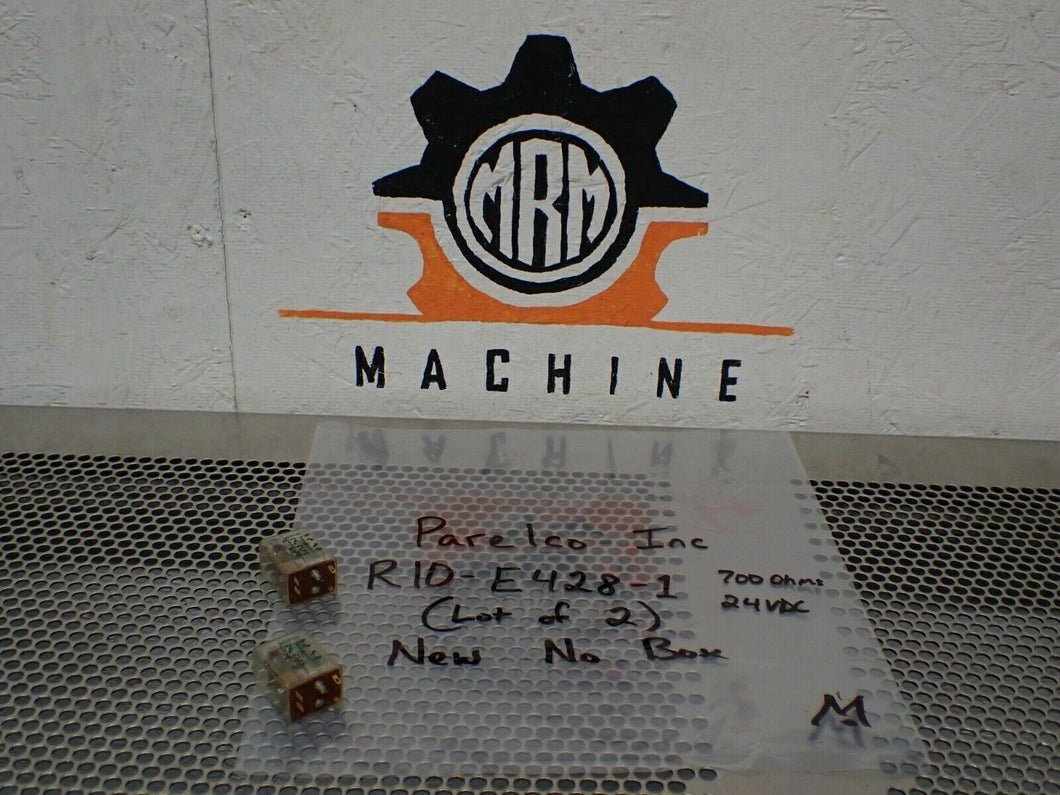 MRM
MACHINE
Parelco Inc
R10-E428-1
(Lot of 2)
New No Box
700 Ohms
24VDC
M